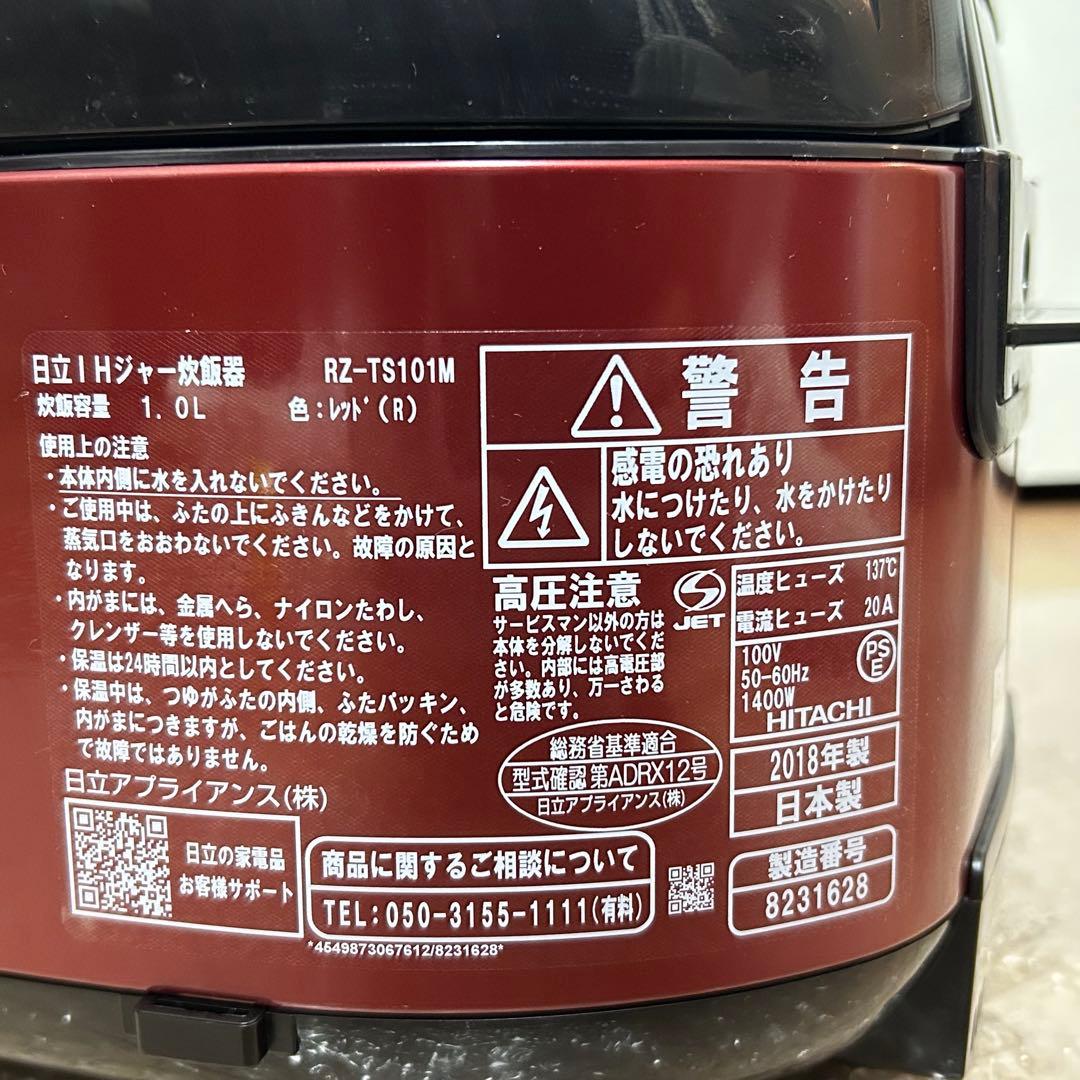 日立IHジャー炊飯器 RZ-TS101M
炊飯容量 1.0L 色:レッド(R)
使用上の注意
・本体内側に水を入れないでください。
・ご使用中は、ふたの上にふきんなどをかけて、
蒸気口をおおわないでください。故障の原因と
なります。
・内がまには、金属へら、ナイロンたわし、
クレンザー等を使用しないでください。
・保温は24時間以内としてください。
・保温中は、つゆがふたの内側、ふたパッキン、
内がまにつきますが、ごはんの乾燥を防ぐため
で故障ではありません。
日立アプライアンス(株)
日立の家電品
お客様サポート
商品に関するご相談について
TEL:050-3155-1111(有料)
*4549873067612/8231628*
警告
感電の恐れあり
水につけたり、水をかけたり
しないでください。
高圧注意
サービスマン以外の方は
本体を分解しないでくだ
さい。内部には高電圧部
が多数あり、万一さわる
と危険です。
JET
温度ヒューズ 137℃
電流ヒューズ 20A
100V
50-60Hz
1400W
PSE
HITACHI
総務省基準適合
型式確認 第ADRX12号
日立アプライアンス(株)
2018年製
日本製
製造番号
8231628